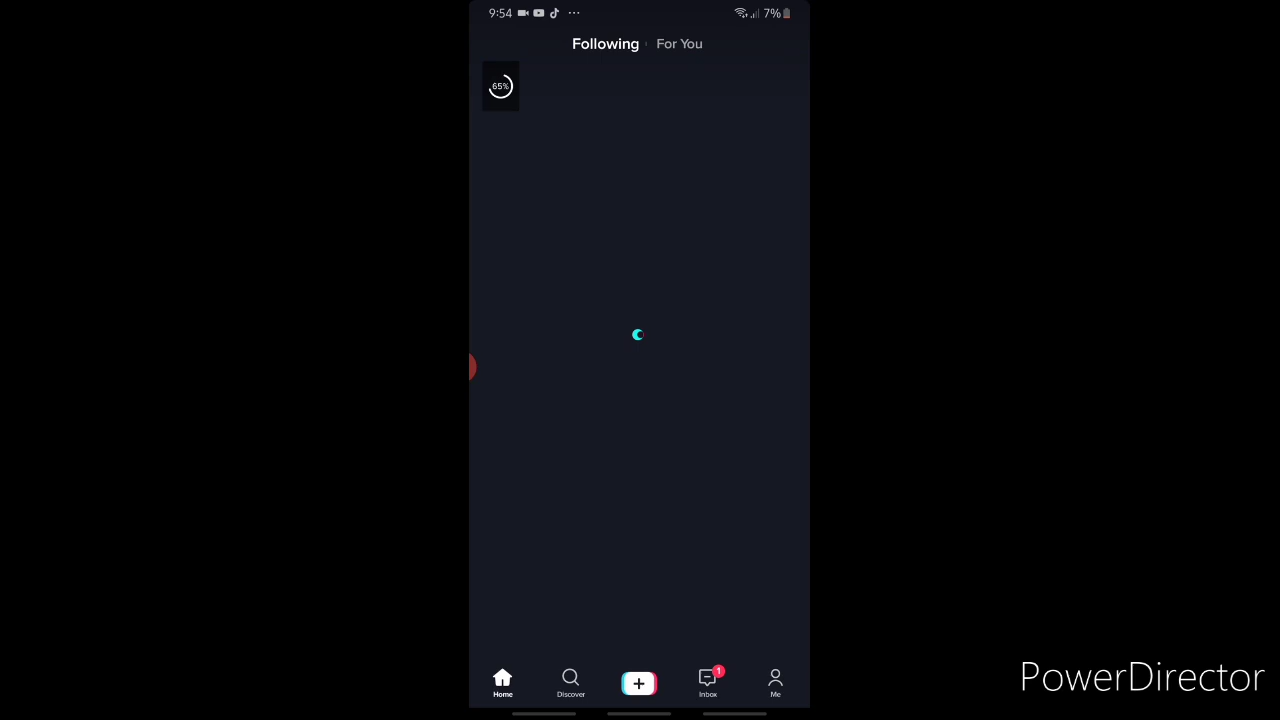 9:54
7%
Following
For You
65%
1
Home
Discover
Inbox
Me
PowerDirector